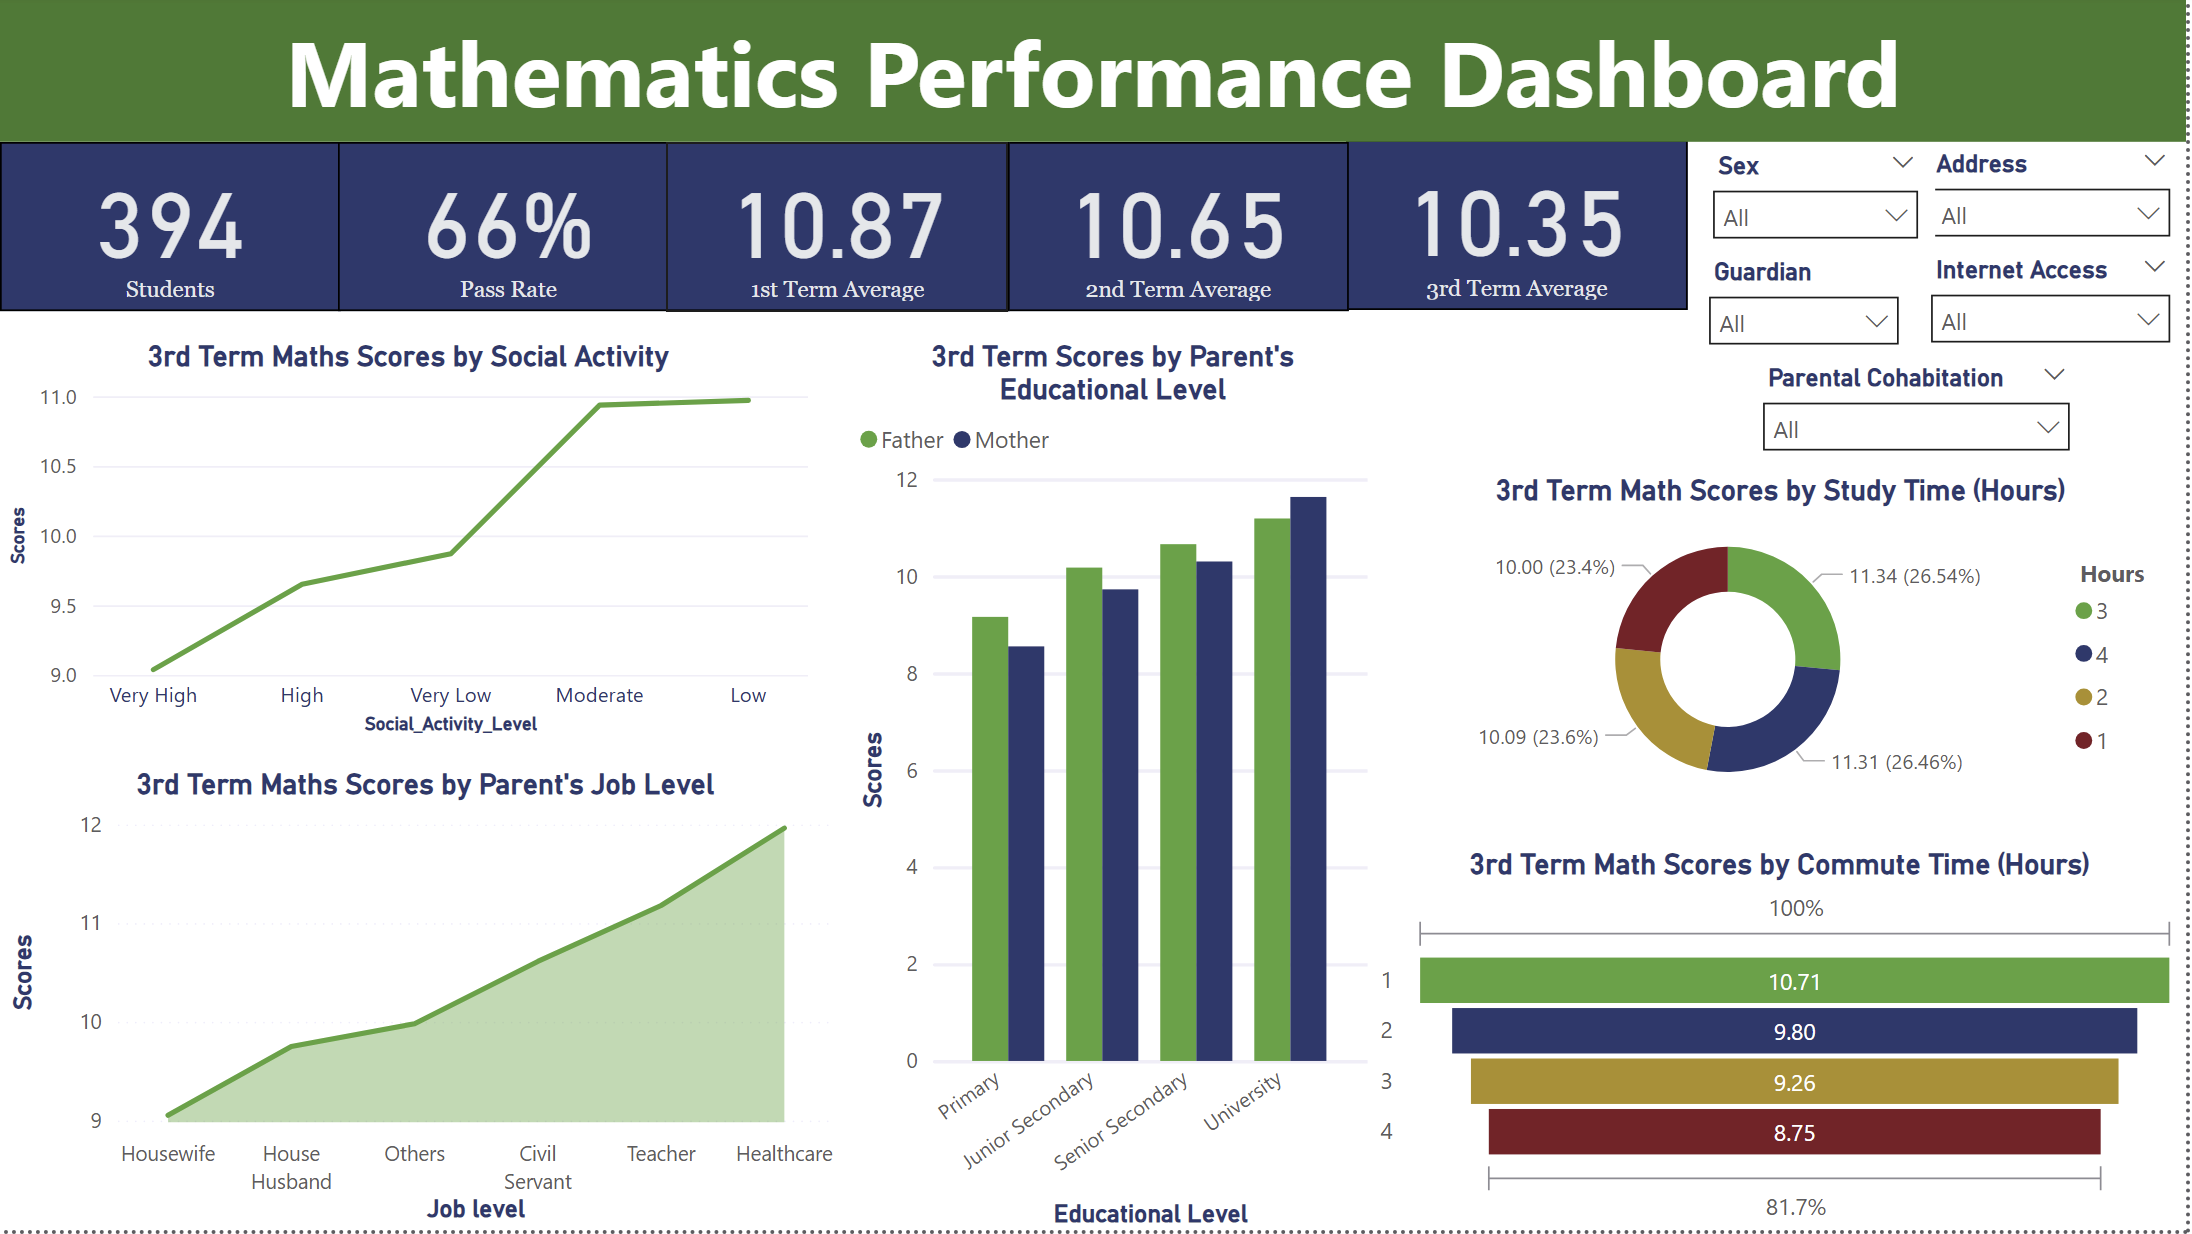 Mathematics Performance Dashboard
394
Students
66%
Pass Rate
10.87
1st Term Average
10.65
2nd Term Average
10.35
3rd Term Average
Sex
All
Address
All
Guardian
All
Internet Access
All
Parental Cohabitation
All
3rd Term Maths Scores by Social Activity
Scores
11.0
10.5
10.0
9.5
9.0
Very High
High
Very Low
Moderate
Low
Social_Activity_Level
3rd Term Maths Scores by Parent's Job Level
Scores
12
11
10
9
Housewife
House
Husband
Others
Civil
Servant
Teacher
Healthcare
Job level
3rd Term Scores by Parent's
Educational Level
Father
Mother
Scores
12
10
8
6
4
2
0
Primary
Junior Secondary
Senior Secondary
University
Educational Level
3rd Term Math Scores by Study Time (Hours)
10.00 (23.4%)
11.34 (26.54%)
10.09 (23.6%)
11.31 (26.46%)
Hours
3
4
2
1
3rd Term Math Scores by Commute Time (Hours)
100%
1
10.71
2
9.80
3
9.26
4
8.75
81.7%